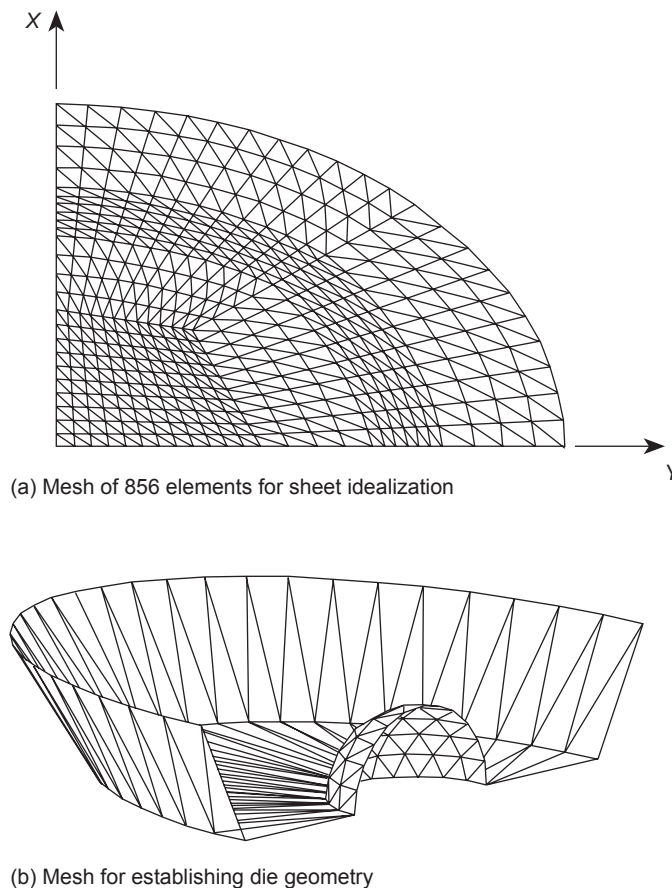 X
Y
(a) Mesh of 856 elements for sheet idealization
(b) Mesh for establishing die geometry